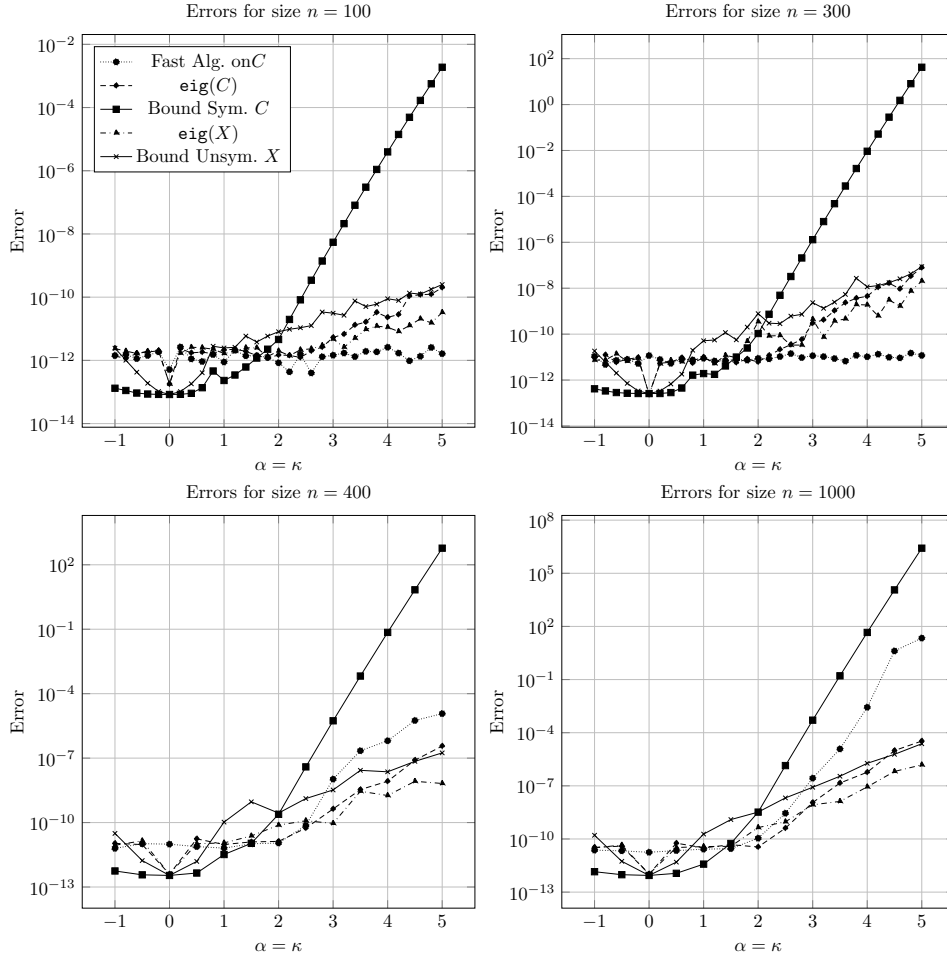 Errors for size n = 100
10^−2
10^−4
10^−6
10^−8
10^−10
10^−12
10^−14
Error
Fast Alg. onC
eig(C)
Bound Sym. C
eig(X)
Bound Unsym. X
−1 0 1 2 3 4 5
α = κ
Errors for size n = 300
10^2
10^0
10^−2
10^−4
10^−6
10^−8
10^−10
10^−12
10^−14
Error
−1 0 1 2 3 4 5
α = κ
Errors for size n = 400
10^2
10^−1
10^−4
10^−7
10^−10
10^−13
Error
−1 0 1 2 3 4 5
α = κ
Errors for size n = 1000
10^8
10^5
10^2
10^−1
10^−4
10^−7
10^−10
10^−13
Error
−1 0 1 2 3 4 5
α = κ